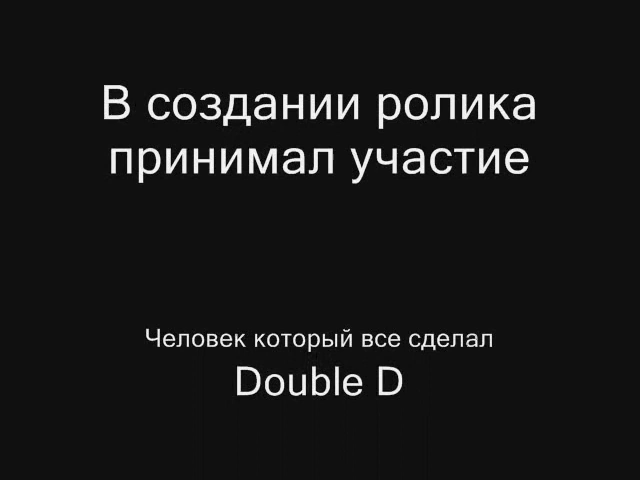 В создании ролика
принимал участие
Человек который все сделал
Double D